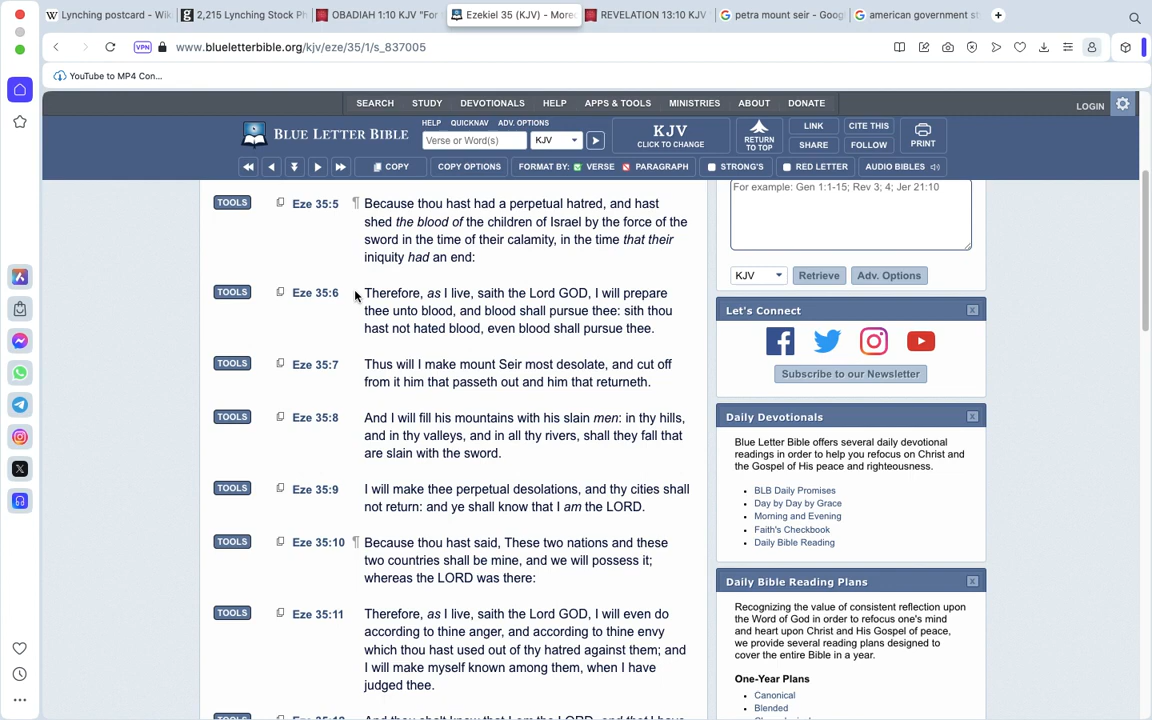 Lynching postcard - Wik
2,215 Lynching Stock Ph
OBADIAH 1:10 KJV "For
Ezekiel 35 (KJV) - More
REVELATION 13:10 KJV
petra mount seir - Goog
american government st
VPN
www.blueletterbible.org/kjv/eze/35/1/s_837005
YouTube to MP4 Con...
SEARCH STUDY DEVOTIONALS HELP APPS & TOOLS MINISTRIES ABOUT DONATE
LOGIN
BLUE LETTER BIBLE
HELP QUICKNAV ADV. OPTIONS
Verse or Word(s)
KJV
KJV
CLICK TO CHANGE
RETURN
TO TOP
LINK
CITE THIS
SHARE
FOLLOW
PRINT
COPY
COPY OPTIONS
FORMAT BY: VERSE PARAGRAPH
STRONG'S
RED LETTER
AUDIO BIBLES
TOOLS Eze 35:5 ¶ Because thou hast had a perpetual hatred, and hast
shed the blood of the children of Israel by the force of the
sword in the time of their calamity, in the time that their
iniquity had an end:
TOOLS Eze 35:6 Therefore, as I live, saith the Lord GOD, I will prepare
thee unto blood, and blood shall pursue thee: sith thou
hast not hated blood, even blood shall pursue thee.
TOOLS Eze 35:7 Thus will I make mount Seir most desolate, and cut off
from it him that passeth out and him that returneth.
TOOLS Eze 35:8 And I will fill his mountains with his slain men: in thy hills,
and in thy valleys, and in all thy rivers, shall they fall that
are slain with the sword.
TOOLS Eze 35:9 I will make thee perpetual desolations, and thy cities shall
not return: and ye shall know that I am the LORD.
TOOLS Eze 35:10 ¶ Because thou hast said, These two nations and these
two countries shall be mine, and we will possess it;
whereas the LORD was there:
TOOLS Eze 35:11 Therefore, as I live, saith the Lord GOD, I will even do
according to thine anger, and according to thine envy
which thou hast used out of thy hatred against them; and
I will make myself known among them, when I have
judged thee.
For example: Gen 1:1-15; Rev 3; 4; Jer 21:10
KJV
Retrieve
Adv. Options
Let's Connect
Subscribe to our Newsletter
Daily Devotionals
Blue Letter Bible offers several daily devotional
readings in order to help you refocus on Christ and
the Gospel of His peace and righteousness.
BLB Daily Promises
Day by Day by Grace
Morning and Evening
Faith's Checkbook
Daily Bible Reading
Daily Bible Reading Plans
Recognizing the value of consistent reflection upon
the Word of God in order to refocus one's mind
and heart upon Christ and His Gospel of peace,
we provide several reading plans designed to
cover the entire Bible in a year.
One-Year Plans
Canonical
Blended